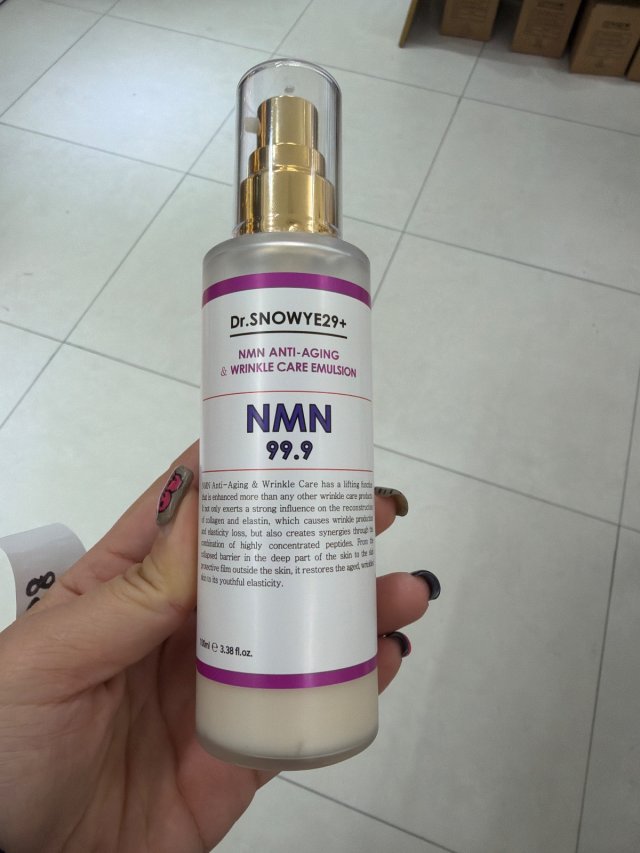 Dr.SNOWYE29+
NMN ANTI-AGING
& WRINKLE CARE EMULSION
NMN
99.9
NMN Anti-Aging & Wrinkle Care has a lifting function
that is enhanced more than any other wrinkle care products.
It not only exerts a strong influence on the reconstruction
of collagen and elastin, which causes wrinkle production
and elasticity loss, but also creates synergies through the
combination of highly concentrated peptides. From the
collapsed barrier in the deep part of the skin to the skin
protective film outside the skin, it restores the aged, wrinkled
skin to its youthful elasticity.
100ml ℮ 3.38 fl.oz.